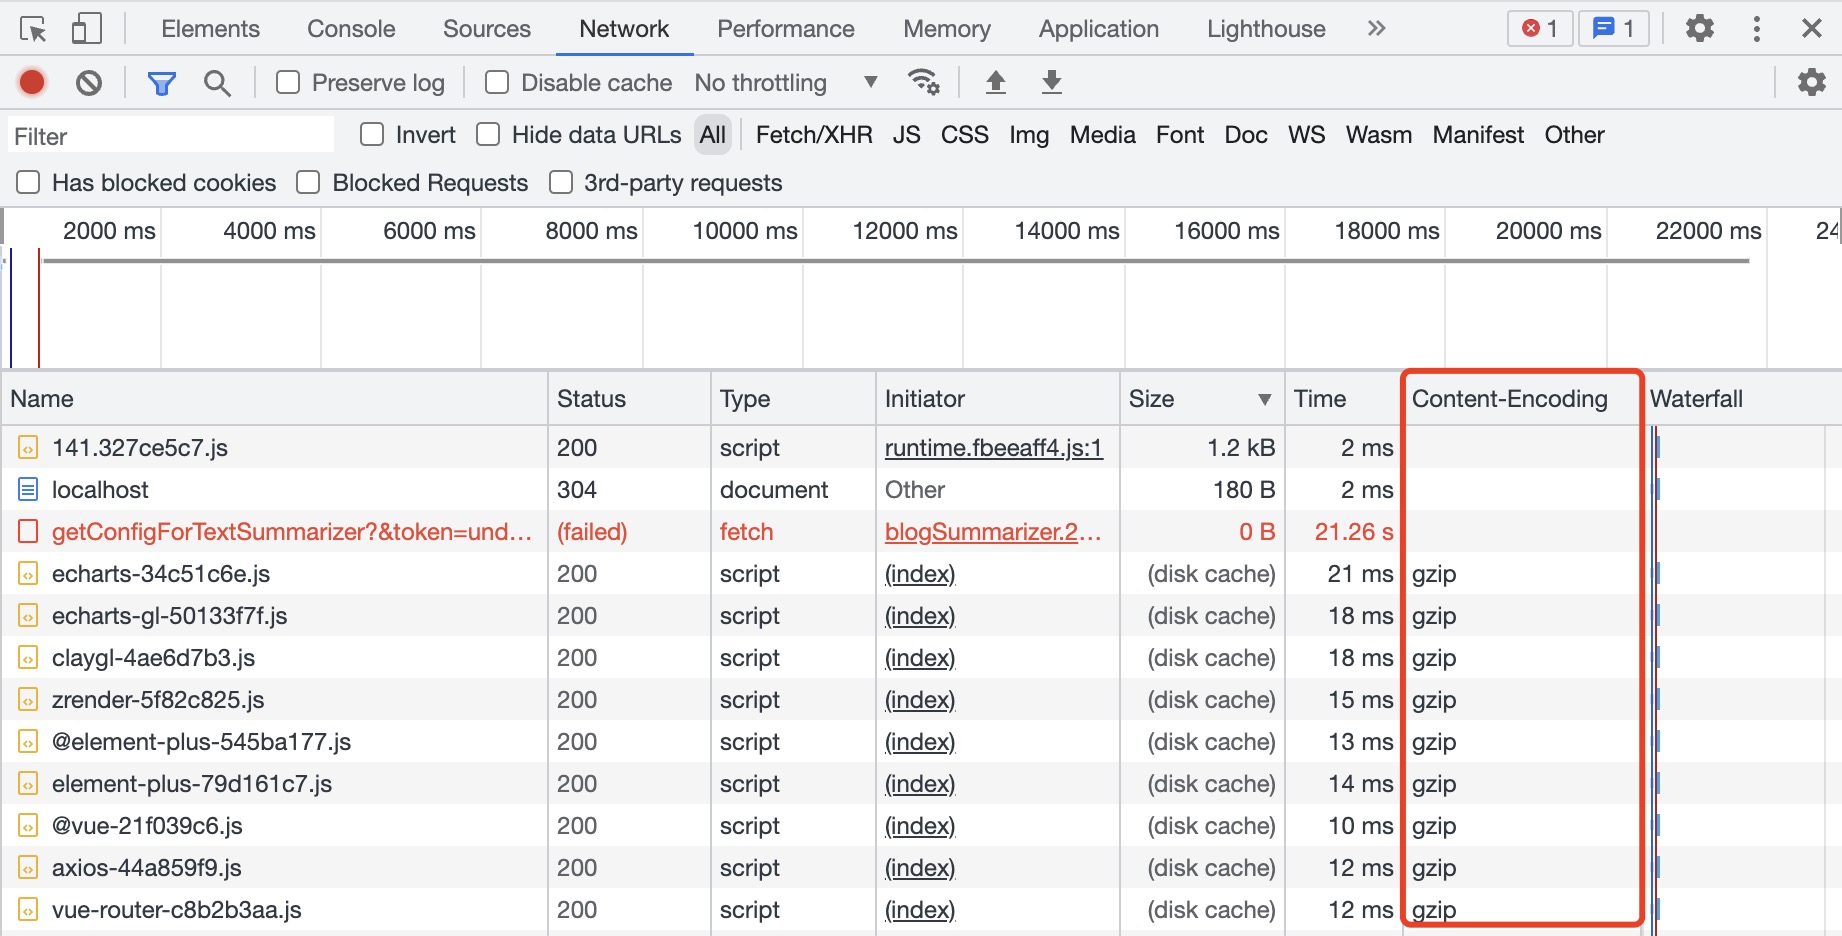 Elements Console Sources Network Performance Memory Application Lighthouse 1 1
Preserve log Disable cache No throttling
Filter Invert Hide data URLs All Fetch/XHR JS CSS Img Media Font Doc WS Wasm Manifest Other
Has blocked cookies Blocked Requests 3rd-party requests
2000 ms 4000 ms 6000 ms 8000 ms 10000 ms 12000 ms 14000 ms 16000 ms 18000 ms 20000 ms 22000 ms 24
Name Status Type Initiator Size Time Content-Encoding Waterfall
141.327ce5c7.js 200 script runtime.fbeeaff4.js:1 1.2 kB 2 ms
localhost 304 document Other 180 B 2 ms
getConfigForTextSummarizer?&token=und... (failed) fetch blogSummarizer.2... 0 B 21.26 s
echarts-34c51c6e.js 200 script (index) (disk cache) 21 ms gzip
echarts-gl-50133f7f.js 200 script (index) (disk cache) 18 ms gzip
claygl-4ae6d7b3.js 200 script (index) (disk cache) 18 ms gzip
zrender-5f82c825.js 200 script (index) (disk cache) 15 ms gzip
@element-plus-545ba177.js 200 script (index) (disk cache) 13 ms gzip
element-plus-79d161c7.js 200 script (index) (disk cache) 14 ms gzip
@vue-21f039c6.js 200 script (index) (disk cache) 10 ms gzip
axios-44a859f9.js 200 script (index) (disk cache) 12 ms gzip
vue-router-c8b2b3aa.js 200 script (index) (disk cache) 12 ms gzip